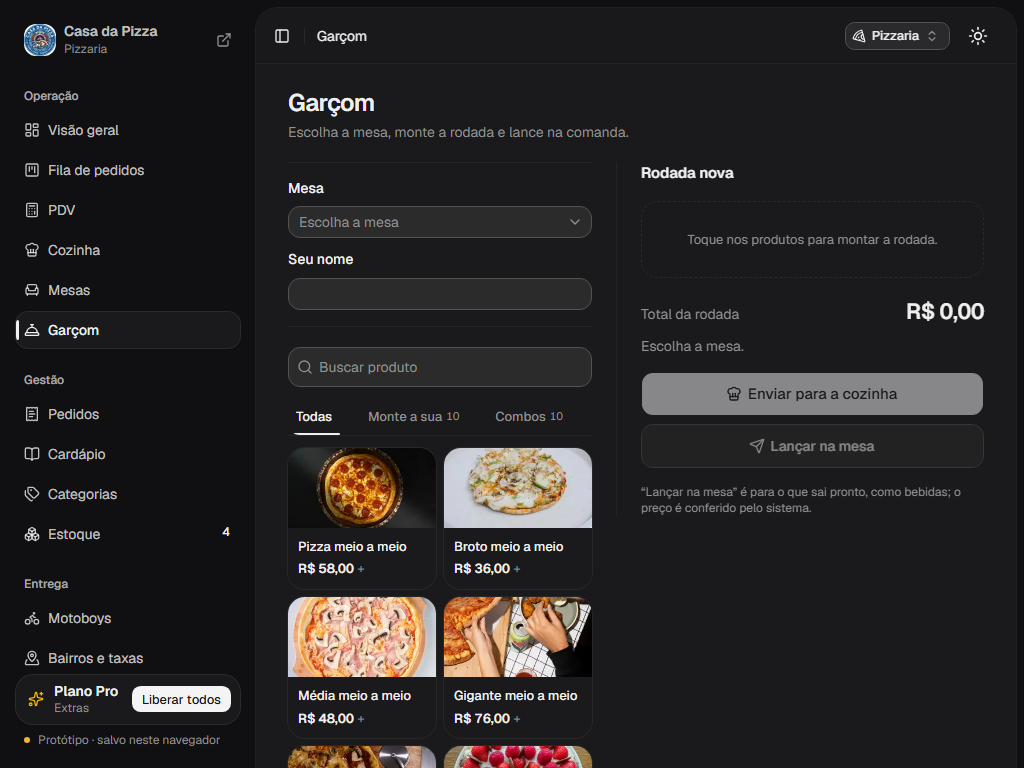 Casa da Pizza
Pizzaria
Operação
Visão geral
Fila de pedidos
PDV
Cozinha
Mesas
Garçom
Gestão
Pedidos
Cardápio
Categorias
Estoque 4
Entrega
Motoboys
Bairros e taxas
Plano Pro
Extras
Liberar todos
Protótipo · salvo neste navegador
Garçom
Pizzaria
Garçom
Escolha a mesa, monte a rodada e lance na comanda.
Mesa
Escolha a mesa
Seu nome
Buscar produto
Todas Monte a sua 10 Combos 10
Pizza meio a meio
R$ 58,00 +
Broto meio a meio
R$ 36,00 +
Média meio a meio
R$ 48,00 +
Gigante meio a meio
R$ 76,00 +
Rodada nova
Toque nos produtos para montar a rodada.
Total da rodada R$ 0,00
Escolha a mesa.
Enviar para a cozinha
Lançar na mesa
“Lançar na mesa” é para o que sai pronto, como bebidas; o
preço é conferido pelo sistema.